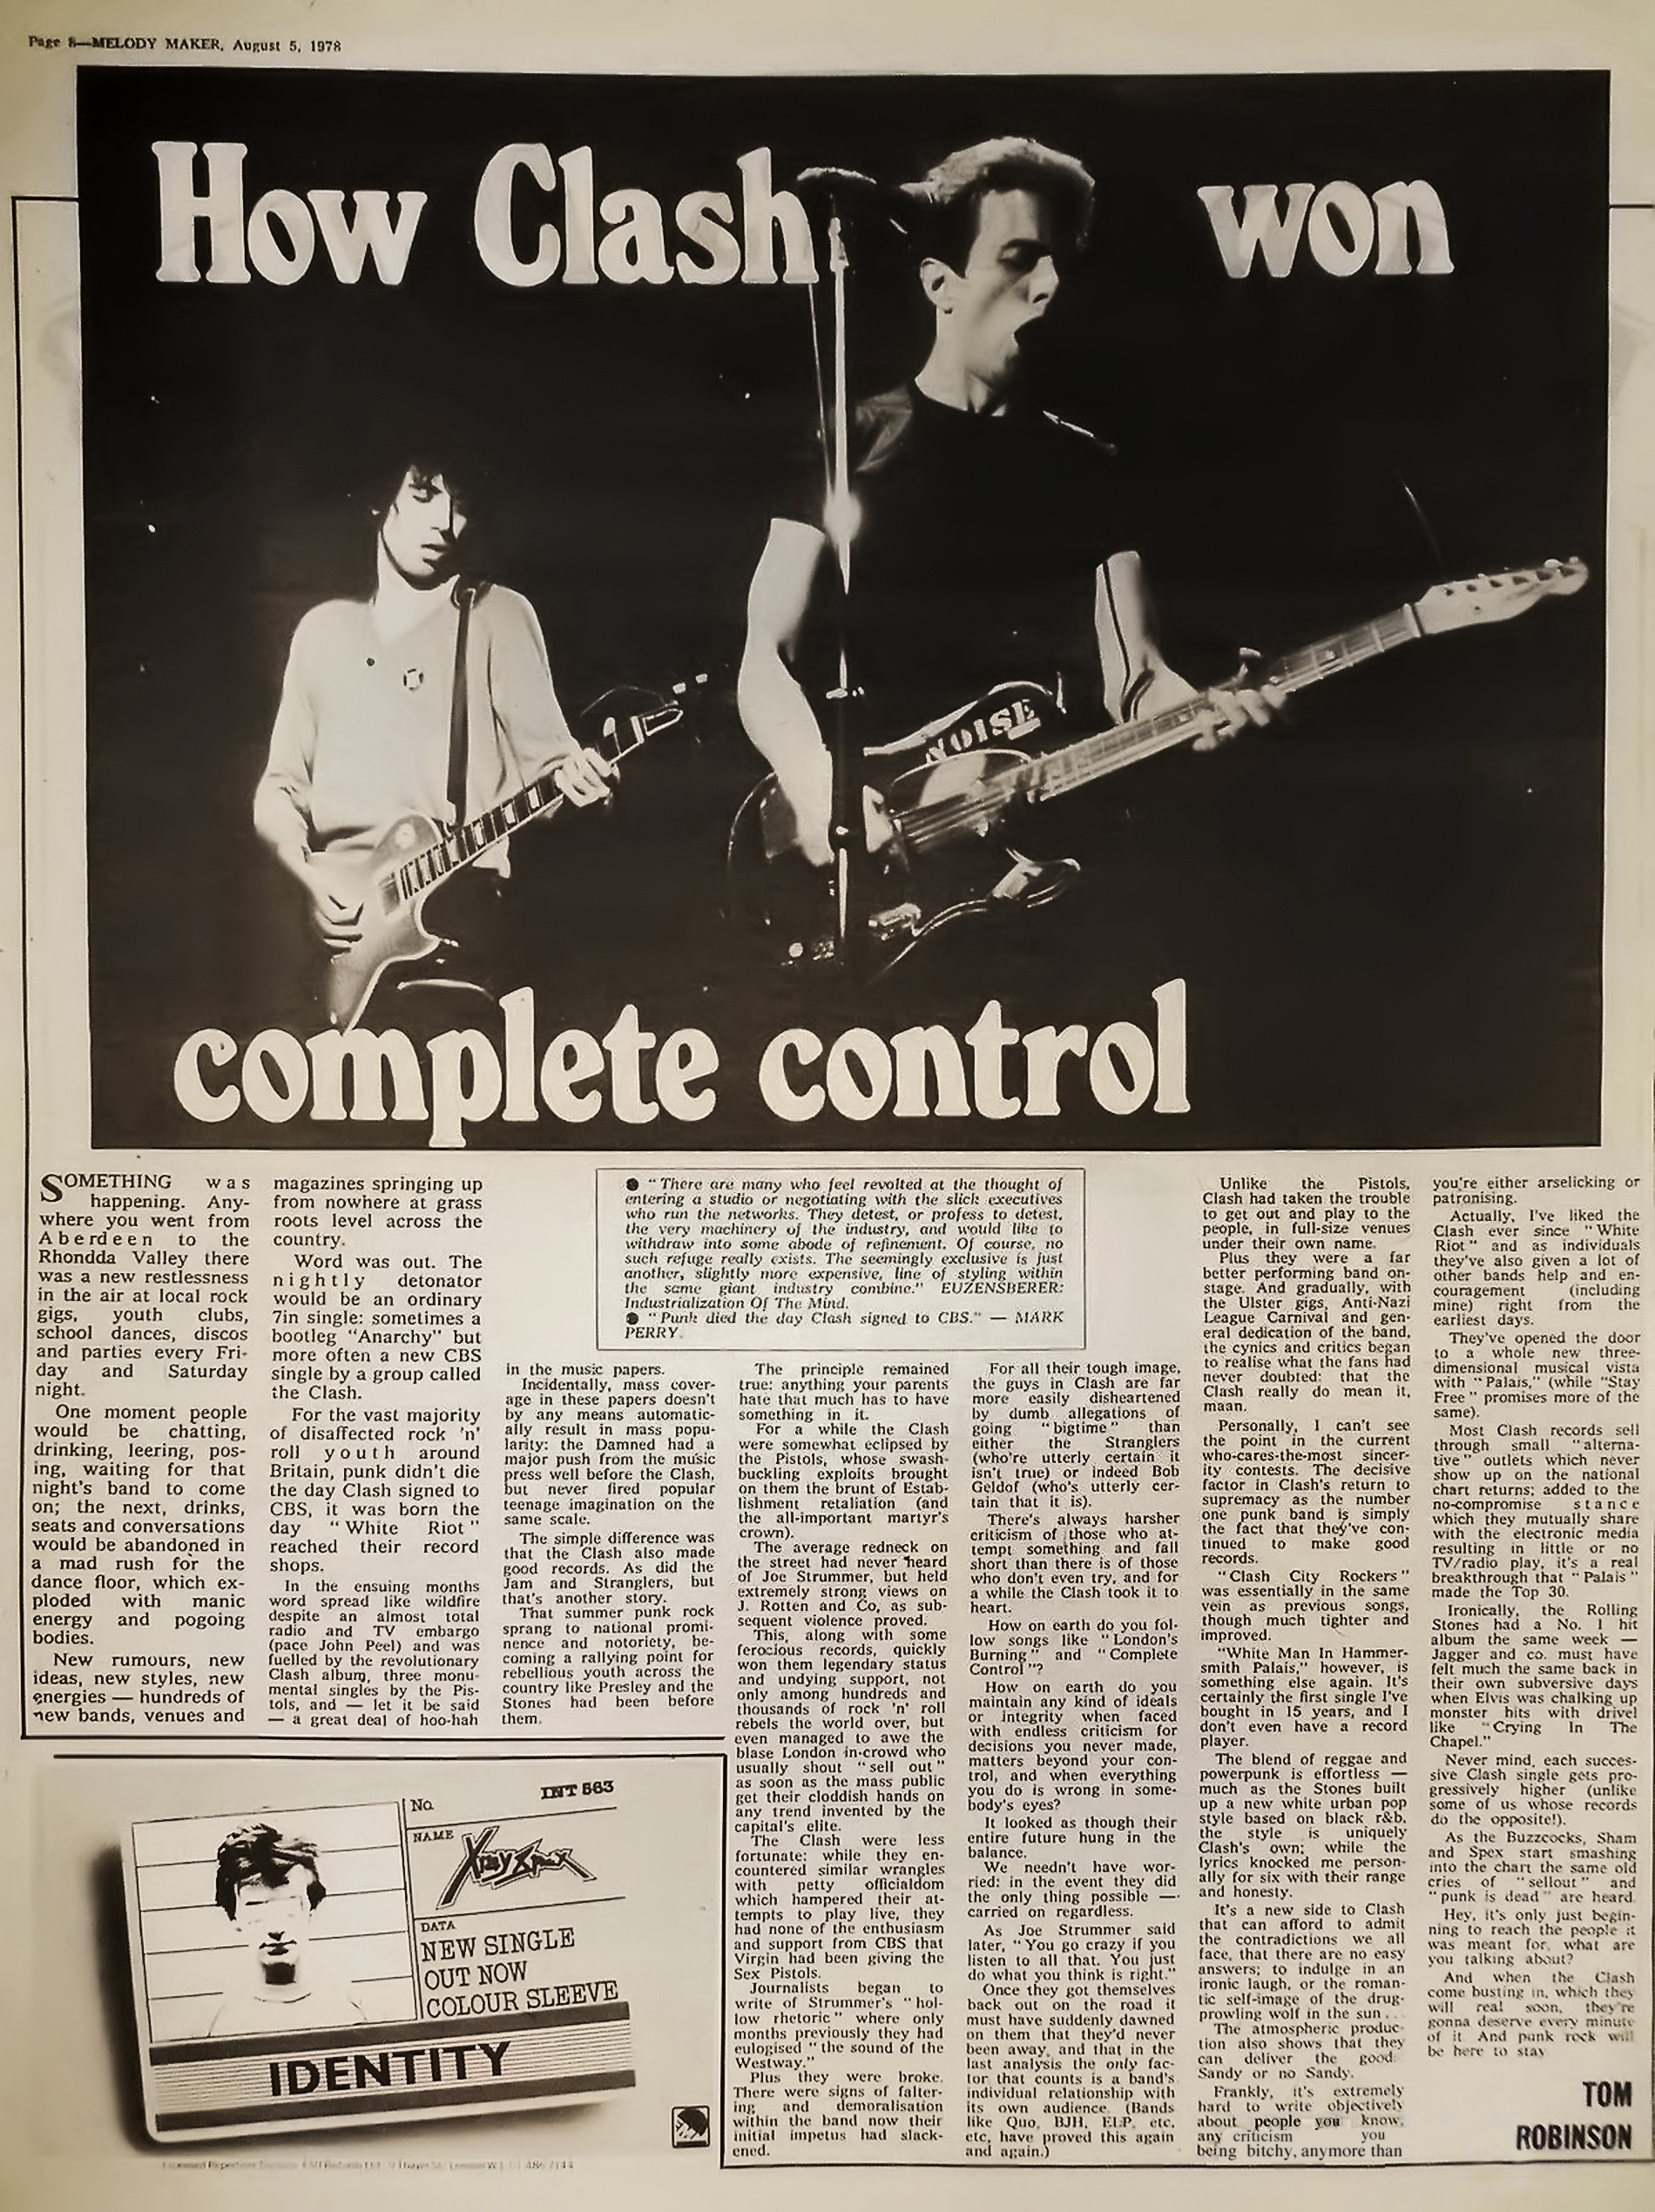 Page 8—MELODY MAKER, August 5, 1978
How Clash won
complete control
NOISE
SOMETHING was
happening. Any-
where you went from
Aberdeen to the
Rhondda Valley there
was a new restlessness
in the air at local rock
gigs, youth clubs,
school dances, discos
and parties every Fri-
day and Saturday
night.
One moment people
would be chatting,
drinking, leering, pos-
ing, waiting for that
night's band to come
on; the next, drinks,
seats and conversations
would be abandoned in
a mad rush for the
dance floor, which ex-
ploded with manic
energy and pogoing
bodies.
New rumours, new
ideas, new styles, new
energies — hundreds of
new bands, venues and
magazines springing up
from nowhere at grass
roots level across the
country.
Word was out. The
nightly detonator
would be an ordinary
7in single: sometimes a
bootleg "Anarchy" but
more often a new CBS
single by a group called
the Clash.
For the vast majority
of disaffected rock 'n'
roll youth around
Britain, punk didn't die
the day Clash signed to
CBS, it was born the
day "White Riot"
reached their record
shops.
In the ensuing months
word spread like wildfire
despite an almost total
radio and TV embargo
(pace John Peel) and was
fuelled by the revolutionary
Clash album, three monu-
mental singles by the Pis-
tols, and — let it be said
— a great deal of hoo-hah
● "There are many who feel revolted at the thought of
entering a studio or negotiating with the slick executives
who run the networks. They detest, or profess to detest,
the very machinery of the industry, and would like to
withdraw into some abode of refinement. Of course, no
such refuge really exists. The seemingly exclusive is just
another, slightly more expensive, line of styling within
the same giant industry combine." EUZENSBERER:
Industrialization Of The Mind.
● "Punk died the day Clash signed to CBS." — MARK
PERRY.
in the music papers.
Incidentally, mass cover-
age in these papers doesn't
by any means automatic-
ally result in mass popu-
larity: the Damned had a
major push from the music
press well before the Clash,
but never fired popular
teenage imagination on the
same scale.
The simple difference was
that the Clash also made
good records. As did the
Jam and Stranglers, but
that's another story.
That summer punk rock
sprang to national promi-
nence and notoriety, be-
coming a rallying point for
rebellious youth across the
country like Presley and the
Stones had been before
them.
The principle remained
true: anything your parents
hate that much has to have
something in it.
For a while the Clash
were somewhat eclipsed by
the Pistols, whose swash-
buckling exploits brought
on them the brunt of Estab-
lishment retaliation (and
the all-important martyr's
crown).
The average redneck on
the street had never heard
of Joe Strummer, but held
extremely strong views on
J. Rotten and Co, as sub-
sequent violence proved.
This, along with some
ferocious records, quickly
won them legendary status
and undying support, not
only among hundreds and
thousands of rock 'n' roll
rebels the world over, but
even managed to awe the
blase London in-crowd who
usually shout "sell out"
as soon as the mass public
get their cloddish hands on
any trend invented by the
capital's elite.
The Clash were less
fortunate: while they en-
countered similar wrangles
with petty officialdom
which hampered their at-
tempts to play live, they
had none of the enthusiasm
and support from CBS that
Virgin had been giving the
Sex Pistols.
Journalists began to
write of Strummer's "hol-
low rhetoric" where only
months previously they had
eulogised "the sound of the
Westway."
Plus they were broke.
There were signs of falter-
ing and demoralisation
within the band now their
initial impetus had slack-
ened.
For all their tough image,
the guys in Clash are far
more easily disheartened
by dumb allegations of
going "bigtime" than
either the Stranglers
(who're utterly certain it
isn't true) or indeed Bob
Geldof (who's utterly cer-
tain that it is).
There's always harsher
criticism of those who at-
tempt something and fall
short than there is of those
who don't even try, and for
a while the Clash took it to
heart.
How on earth do you fol-
low songs like "London's
Burning" and "Complete
Control"?
How on earth do you
maintain any kind of ideals
or integrity when faced
with endless criticism for
decisions you never made,
matters beyond your con-
trol, and when everything
you do is wrong in some-
body's eyes?
It looked as though their
entire future hung in the
balance.
We needn't have wor-
ried: in the event they did
the only thing possible —
carried on regardless.
As Joe Strummer said
later, "You go crazy if you
listen to all that. You just
do what you think is right."
Once they got themselves
back out on the road it
must have suddenly dawned
on them that they'd never
been away, and that in the
last analysis the only fac-
tor that counts is a band's
individual relationship with
its own audience. (Bands
like Quo, BJH, ELP, etc,
etc, have proved this again
and again.)
Unlike the Pistols,
Clash had taken the trouble
to get out and play to the
people, in full-size venues
under their own name.
Plus they were a far
better performing band on-
stage. And gradually, with
the Ulster gigs, Anti-Nazi
League Carnival and gen-
eral dedication of the band,
the cynics and critics began
to realise what the fans had
never doubted: that the
Clash really do mean it,
maan.
Personally, I can't see
the point in the current
who-cares-the-most sincer-
ity contests. The decisive
factor in Clash's return to
supremacy as the number
one punk band is simply
the fact that they've con-
tinued to make good
records.
"Clash City Rockers"
was essentially in the same
vein as previous songs,
though much tighter and
improved.
"White Man In Hammer-
smith Palais," however, is
something else again. It's
certainly the first single I've
bought in 15 years, and I
don't even have a record
player.
The blend of reggae and
powerpunk is effortless —
much as the Stones built
up a new white urban pop
style based on black r&b,
the style is uniquely
Clash's own; while the
lyrics knocked me person-
ally for six with their range
and honesty.
It's a new side to Clash
that can afford to admit
the contradictions we all
face, that there are no easy
answers; to indulge in an
ironic laugh, or the roman-
tic self-image of the drug-
prowling wolf in the sun . .
The atmospheric produc-
tion also shows that they
can deliver the good:
Sandy or no Sandy.
Frankly, it's extremely
hard to write objectively
about people you know,
any criticism you
being bitchy, anymore than
you're either arselicking or
patronising.
Actually, I've liked the
Clash ever since "White
Riot" and as individuals
they've also given a lot of
other bands help and en-
couragement (including
mine) right from the
earliest days.
They've opened the door
to a whole new three-
dimensional musical vista
with "Palais," (while "Stay
Free" promises more of the
same).
Most Clash records sell
through small "alterna-
tive" outlets which never
show up on the national
chart returns; added to the
no-compromise stance
which they mutually share
with the electronic media
resulting in little or no
TV/radio play, it's a real
breakthrough that "Palais"
made the Top 30.
Ironically, the Rolling
Stones had a No. 1 hit
album the same week —
Jagger and co. must have
felt much the same back in
their own subversive days
when Elvis was chalking up
monster hits with drivel
like "Crying In The
Chapel."
Never mind, each succes-
sive Clash single gets pro-
gressively higher (unlike
some of us whose records
do the opposite!).
As the Buzzcocks, Sham
and Spex start smashing
into the chart the same old
cries of "sellout" and
"punk is dead" are heard.
Hey, it's only just begin-
ning to reach the people it
was meant for, what are
you talking about?
And when the Clash
come busting in, which they
will real soon, they're
gonna deserve every minute
of it. And punk rock will
be here to stay
TOM
ROBINSON
No. INT 563
NAME X-ray Spex
DATA
NEW SINGLE
OUT NOW
COLOUR SLEEVE
IDENTITY